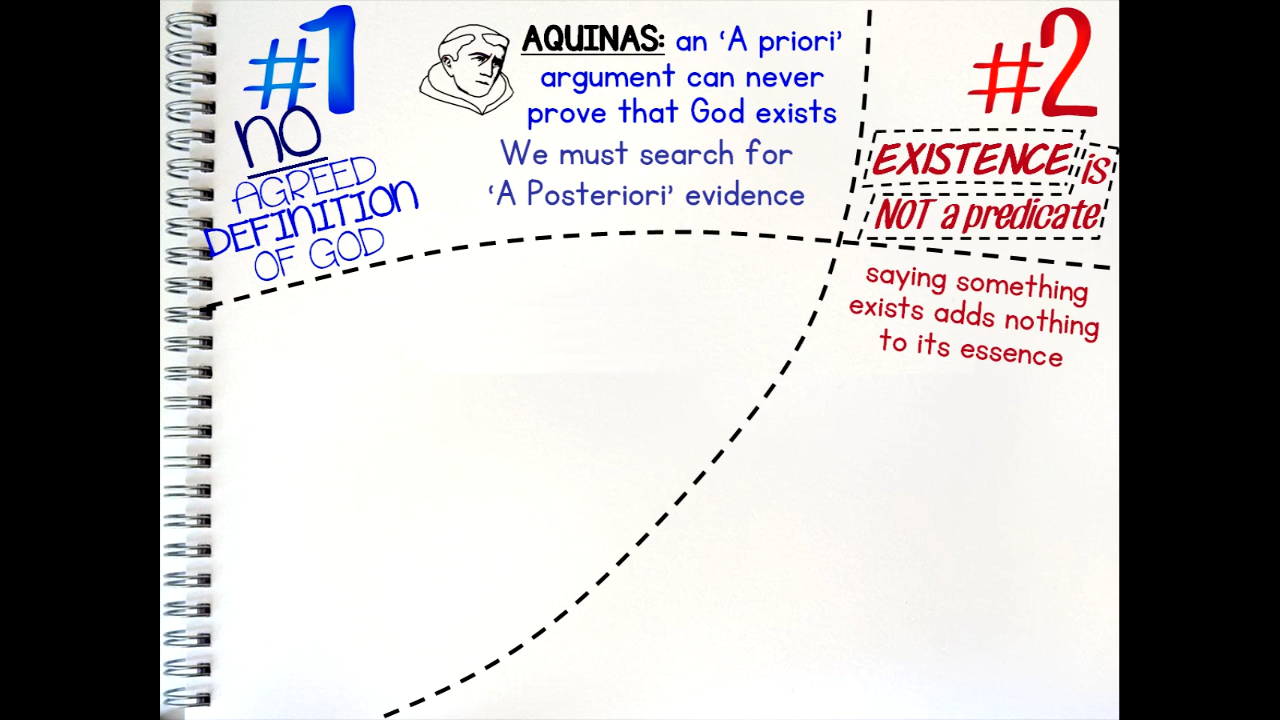 #1
no
AGREED
DEFINITION
OF GOD
AQUINAS: an ‘A priori’
argument can never
prove that God exists
We must search for
‘A Posteriori’ evidence
#2
EXISTENCE is
NOT a predicate
saying something
exists adds nothing
to its essence